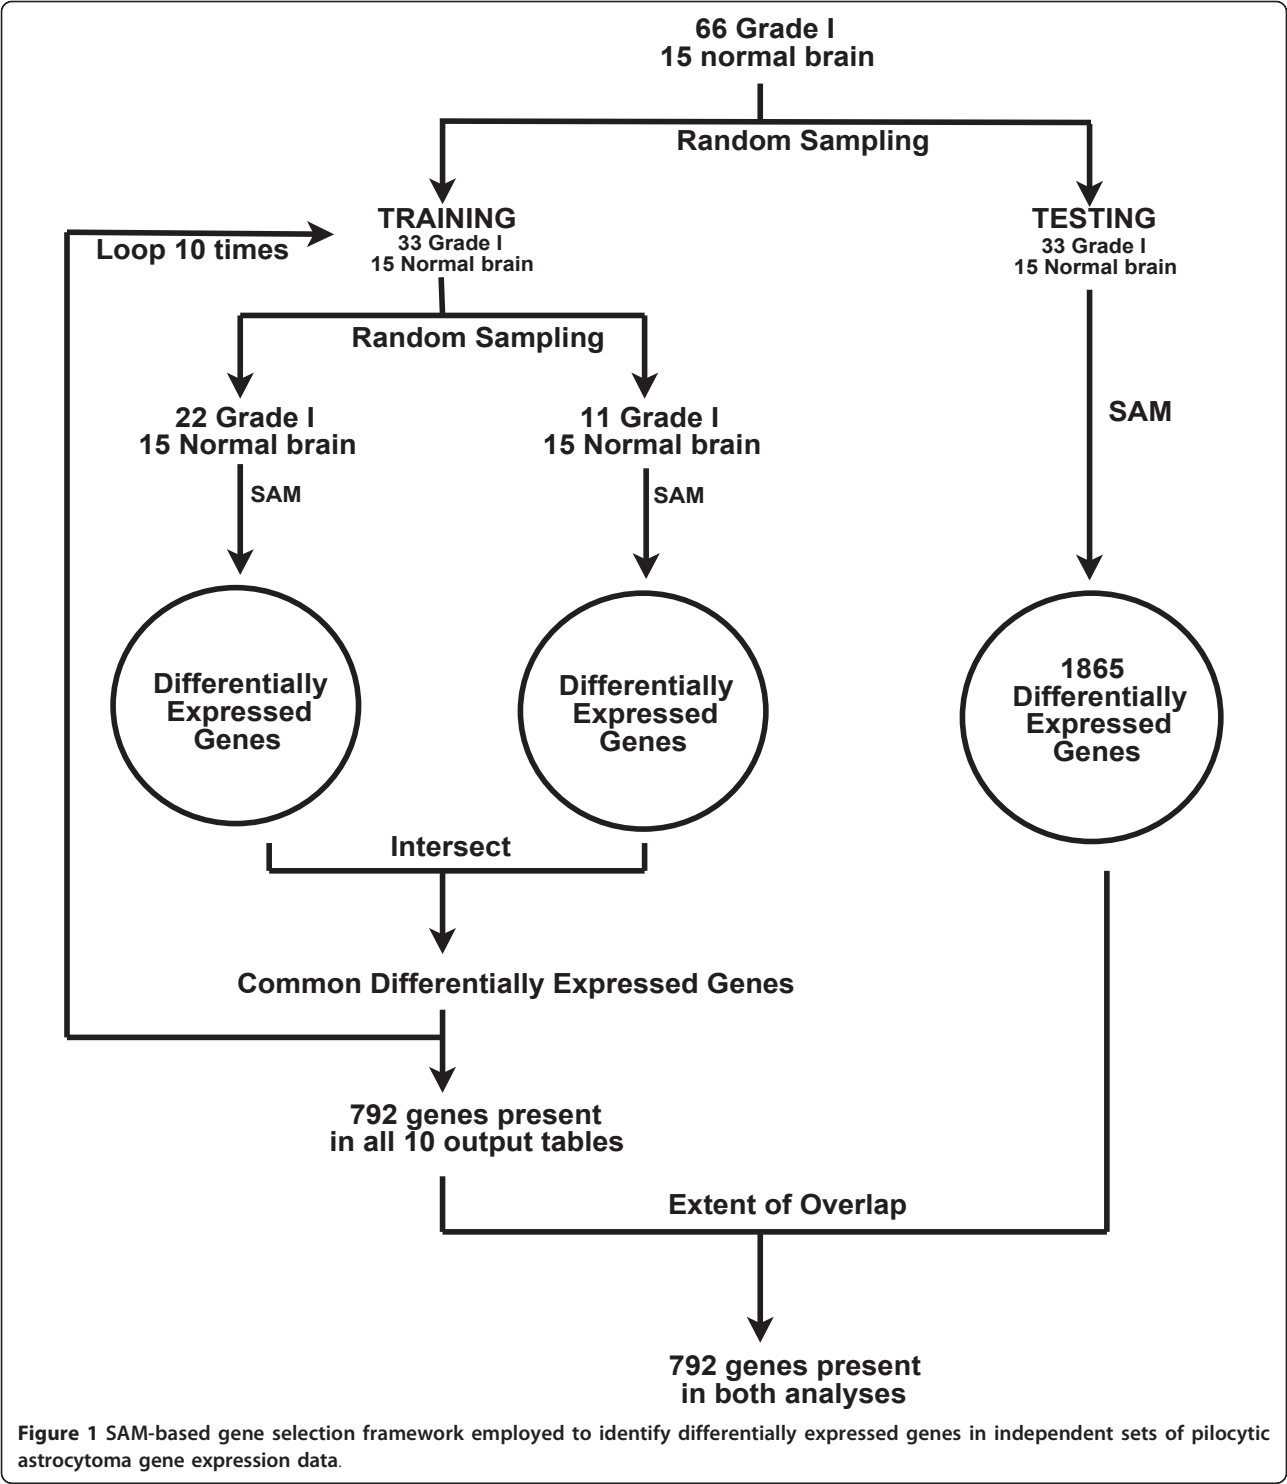 66 Grade I
15 normal brain
Random Sampling
TRAINING
33 Grade I
15 Normal brain
TESTING
33 Grade I
15 Normal brain
Loop 10 times
Random Sampling
22 Grade I
15 Normal brain
11 Grade I
15 Normal brain
SAM
SAM
SAM
Differentially
Expressed
Genes
Differentially
Expressed
Genes
1865
Differentially
Expressed
Genes
Intersect
Common Differentially Expressed Genes
792 genes present
in all 10 output tables
Extent of Overlap
792 genes present
in both analyses
Figure 1 SAM-based gene selection framework employed to identify differentially expressed genes in independent sets of pilocytic
astrocytoma gene expression data.